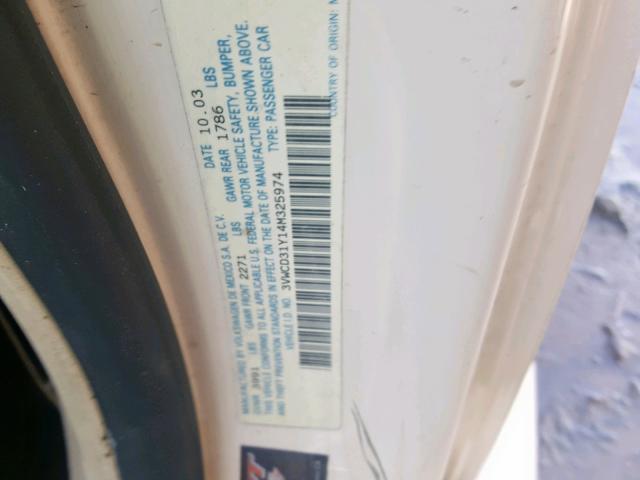 MANUFACTURED BY VOLKSWAGEN DE MEXICO S.A. DE C.V. DATE 10.03
GVWR 3991 LBS GAWR FRONT 2271 LBS GAWR REAR 1786 LBS
THIS VEHICLE CONFORMS TO ALL APPLICABLE U.S. FEDERAL MOTOR VEHICLE SAFETY, BUMPER,
AND THEFT PREVENTION STANDARDS IN EFFECT ON THE DATE OF MANUFACTURE SHOWN ABOVE.
VEHICLE I.D. NO. 3VWCD31Y14M325974 TYPE: PASSENGER CAR
COUNTRY OF ORIGIN: M